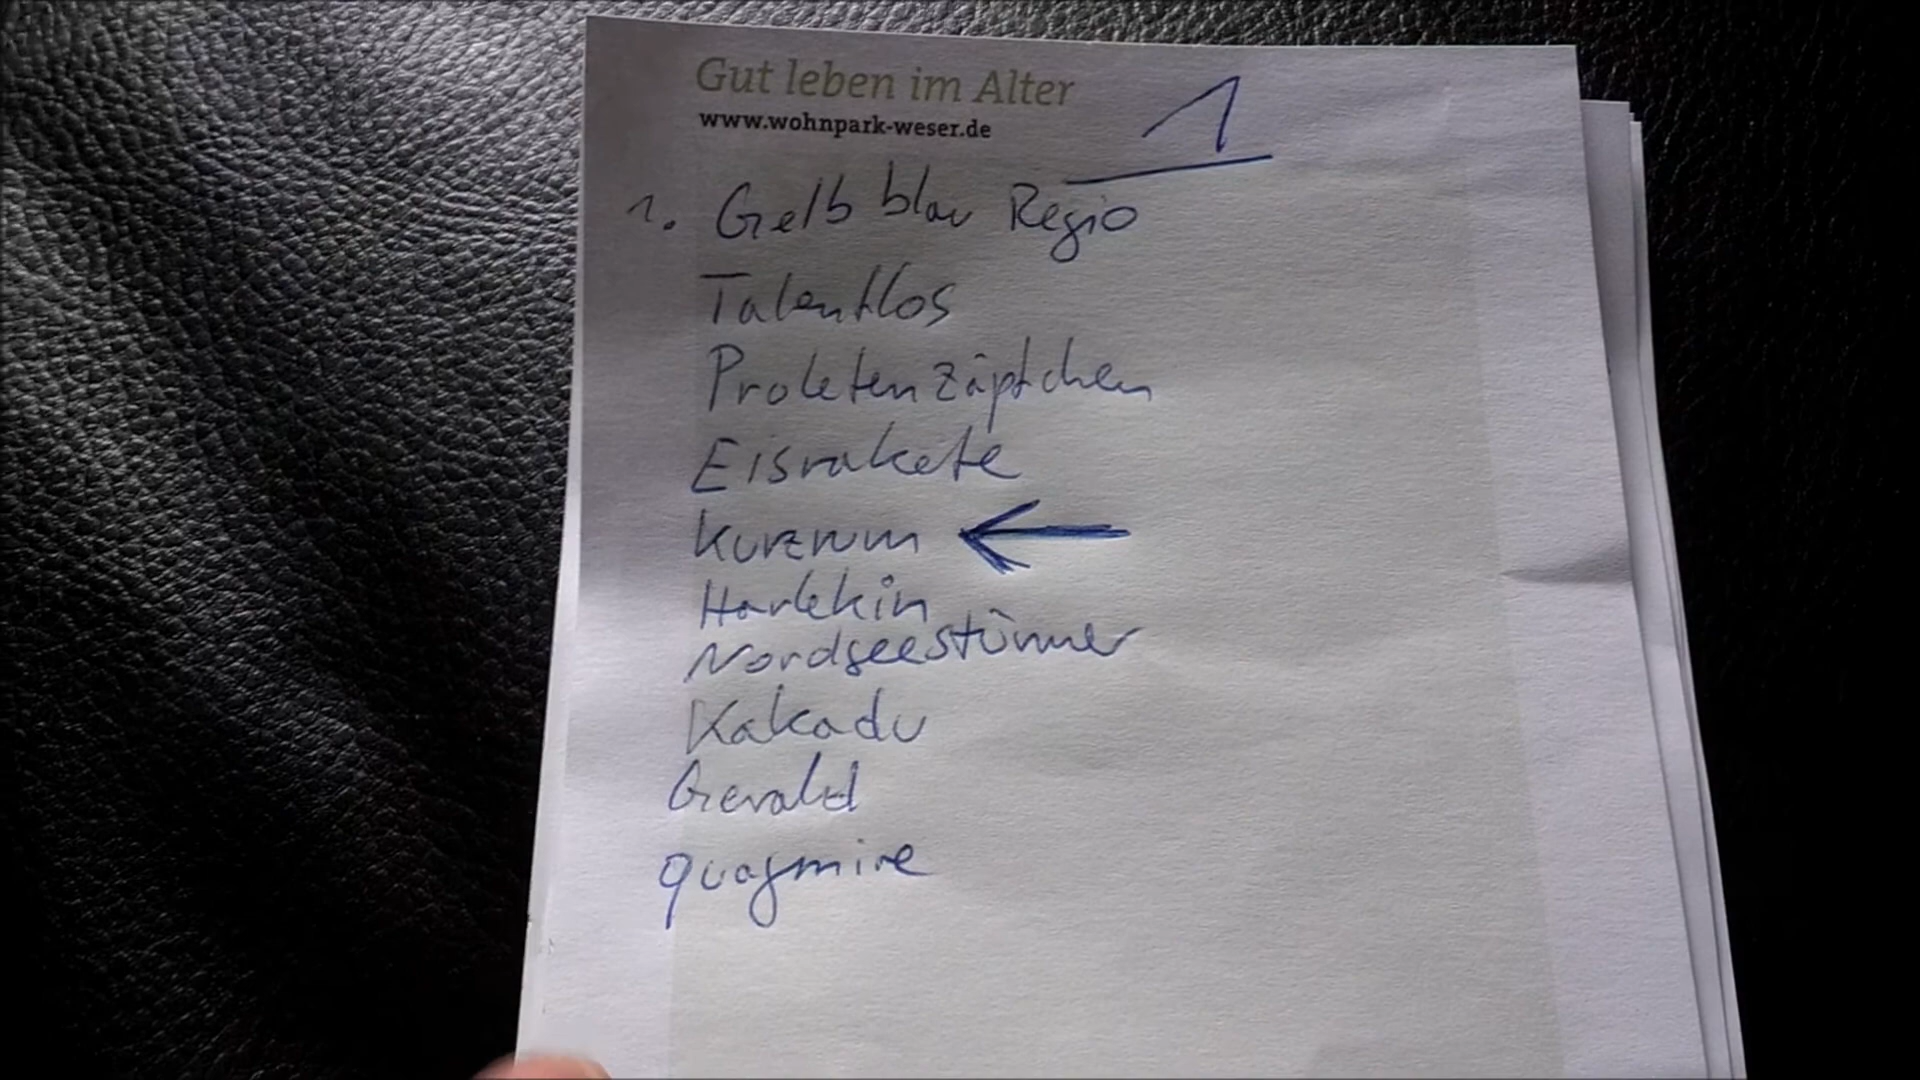 Gut leben im Alter
www.wohnpark-weser.de
1
1. Gelb blau Regio
Talentlos
Proletenzäpfchen
Eisrakete
Kurzrum
Harlekin
Nordseestürmer
Kakadu
Gerald
quagmire